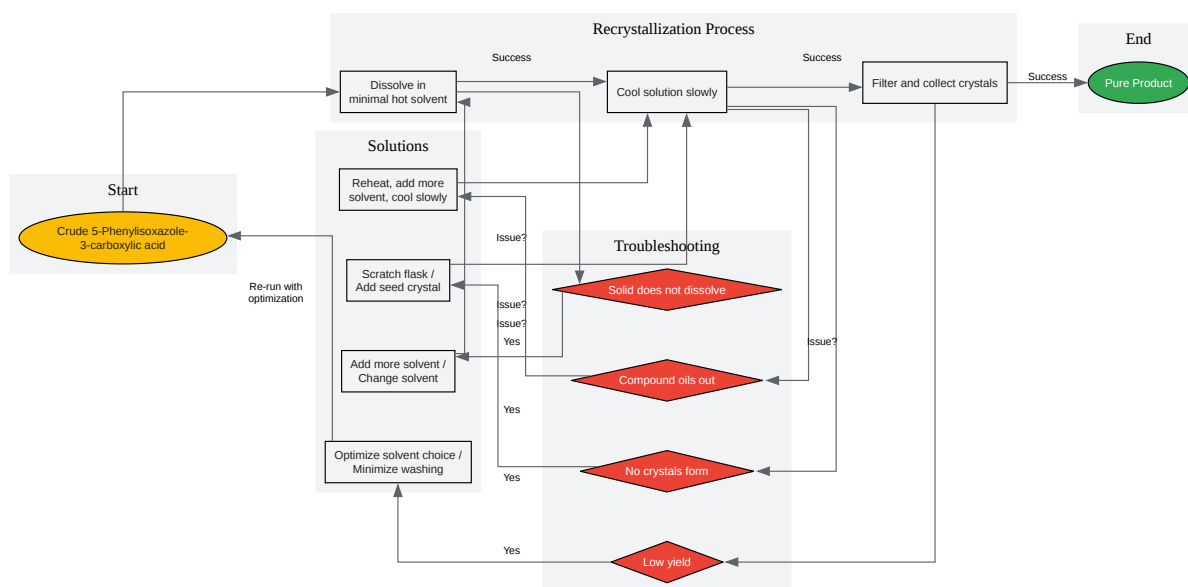 Recrystallization Process
End
Success
Success
Success
Dissolve in
minimal hot solvent
Cool solution slowly
Filter and collect crystals
Pure Product
Solutions
Start
Reheat, add more
solvent, cool slowly
Crude 5-Phenylisoxazole-
3-carboxylic acid
Issue?
Troubleshooting
Scratch flask /
Add seed crystal
Solid does not dissolve
Re-run with
optimization
Issue?
Issue?
Yes
Issue?
Add more solvent /
Change solvent
Compound oils out
Yes
Optimize solvent choice /
Minimize washing
No crystals form
Yes
Yes
Low yield